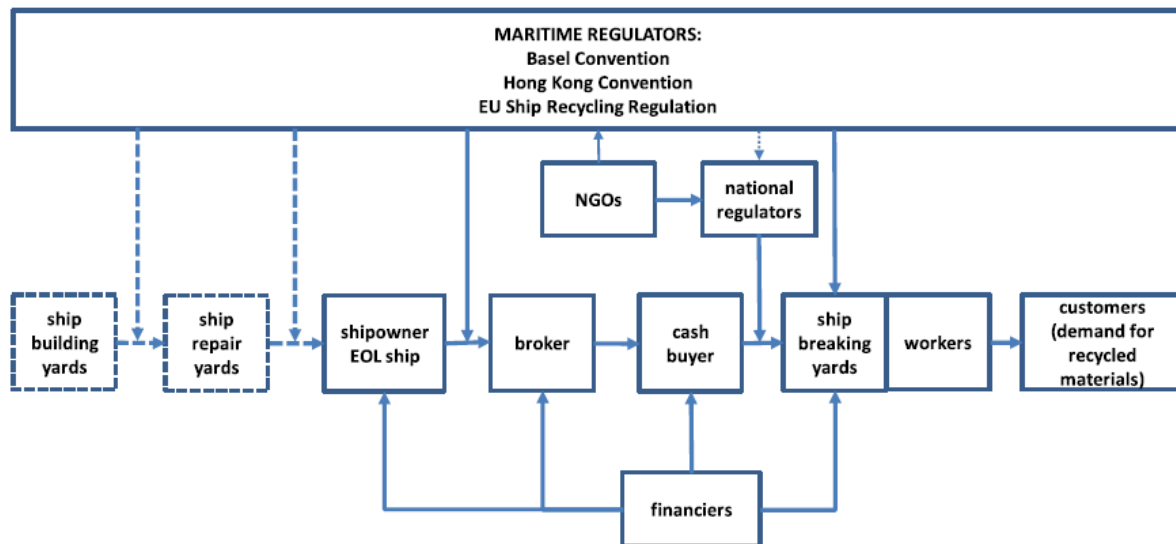 MARITIME REGULATORS:
Basel Convention
Hong Kong Convention
EU Ship Recycling Regulation
NGOs
national
regulators
ship
building
yards
ship
repair
yards
shipowner
EOL ship
broker
cash
buyer
ship
breaking
yards
workers
customers
(demand for
recycled
materials)
financiers